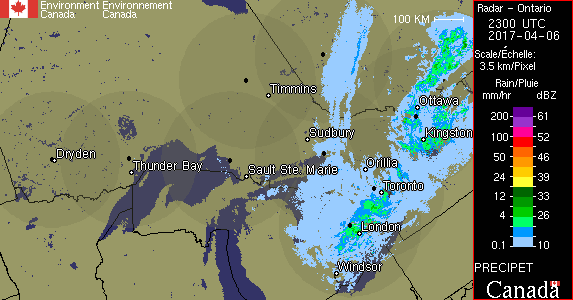 Environment Environnement
Canada Canada
100 KM
Timmins
Ottawa
Sudbury
Kingston
Dryden
Thunder Bay
Sault Ste. Marie
Orillia
Toronto
London
Windsor
Radar - Ontario
2300 UTC
2017-04-06
Scale/Échelle:
3.5 km/Pixel
Rain/Pluie
mm/hr dBZ
200 61
100 52
50 46
24 39
12 33
4 26
0.1 10
PRECIPET
Canada